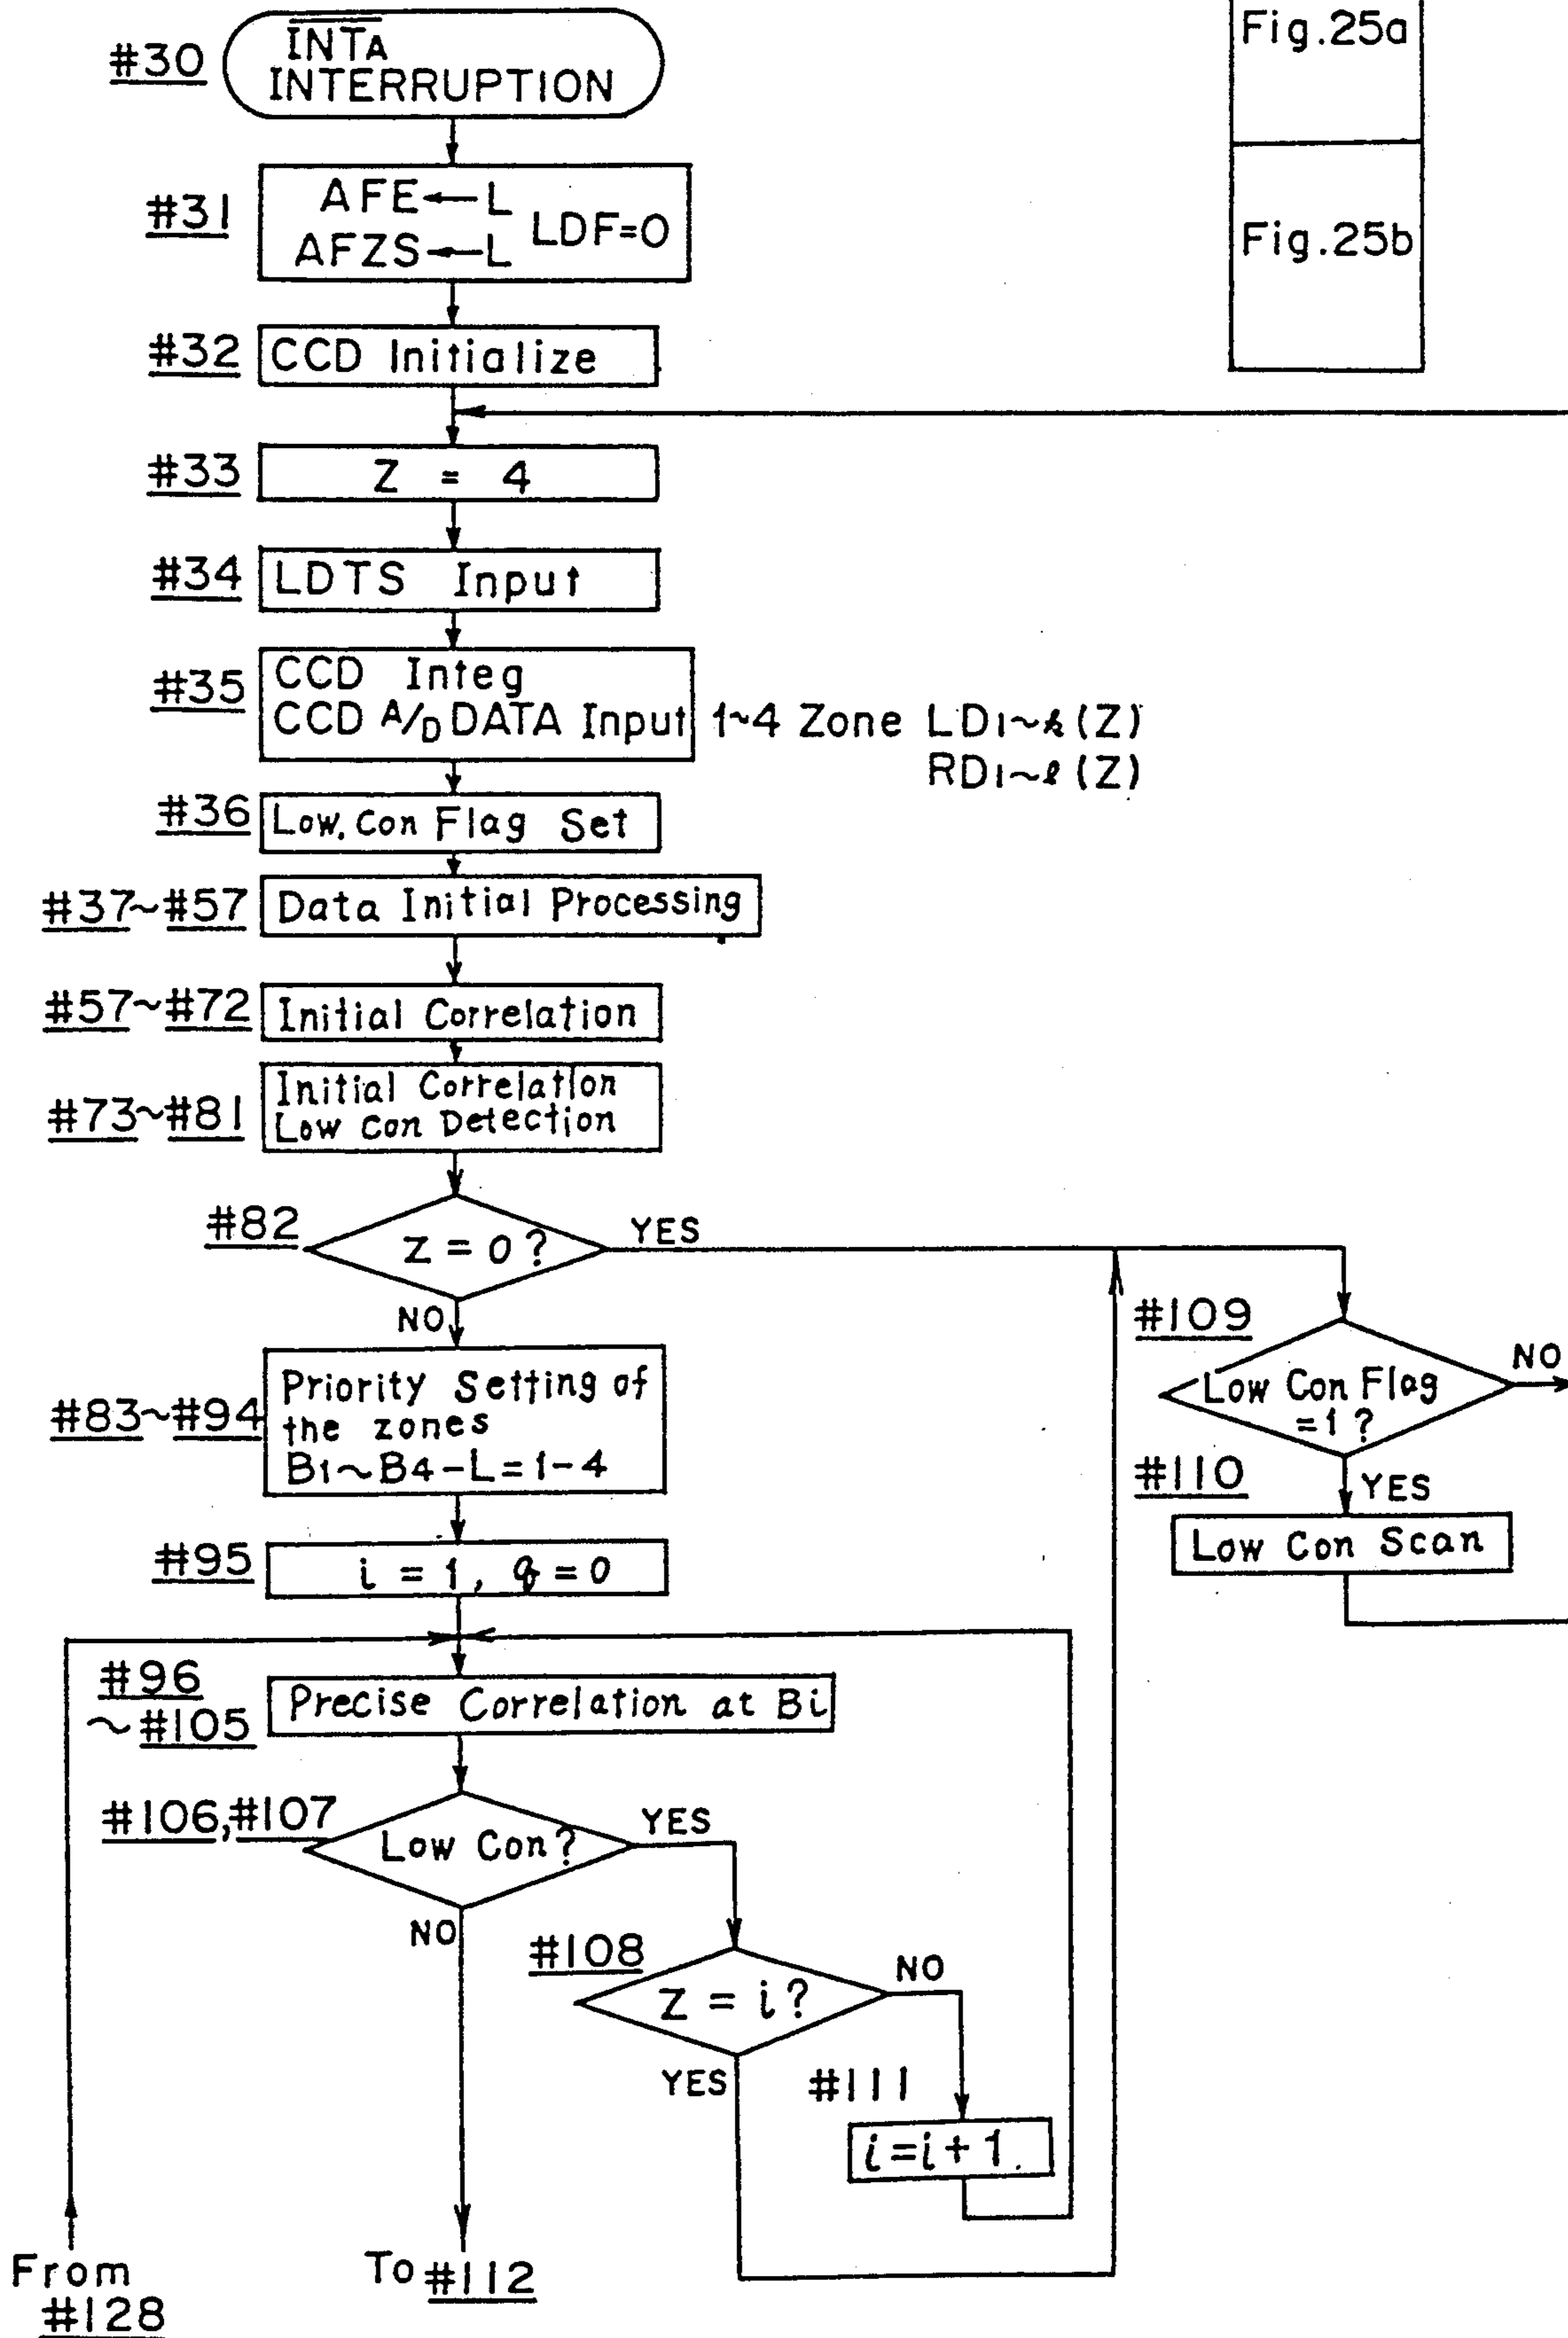 Fig.25a
Fig.25b
#30
INTA
INTERRUPTION
#31
AFE←L
AFZS←L
LDF=0
#32
CCD Initialize
#33
Z = 4
#34
LDTS Input
#35
CCD Integ
CCD A/D DATA Input
1~4 Zone LD1~k (Z)
RD1~l (Z)
#36
Low. Con Flag Set
#37~#57
Data Initial Processing
#57~#72
Initial Correlation
#73~#81
Initial Correlation
Low con Detection
#82
Z = 0?
YES
NO
#83~#94
Priority Setting of
the zones
B1~B4-L=1-4
#95
i = 1, q = 0
#96
~#105
Precise Correlation at Bi
#106,#107
Low Con?
YES
NO
#108
Z = i?
NO
YES
#111
i=i+1
#109
Low Con Flag
=1?
NO
YES
#110
Low Con Scan
From
#128
To #112